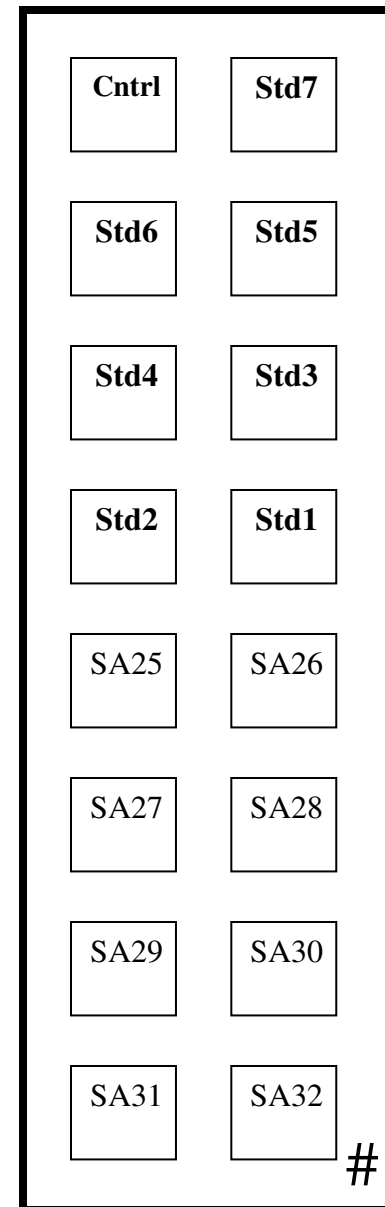 Cntrl Std7
Std6 Std5
Std4 Std3
Std2 Std1
SA25 SA26
SA27 SA28
SA29 SA30
SA31 SA32
#